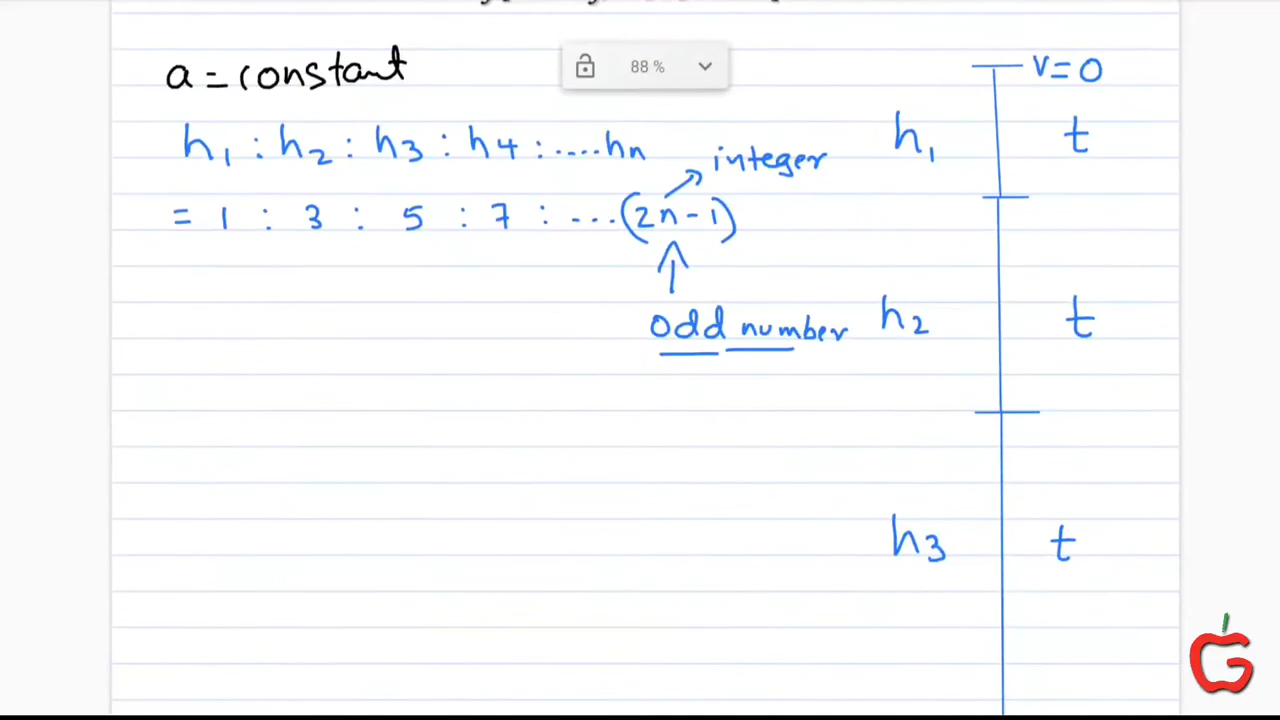 a = constant
88 %
v = 0
h1 : h2 : h3 : h4 : ....hn
integer
h1
t
= 1 : 3 : 5 : 7 : ...(2n-1)
odd number
h2
t
h3
t
G